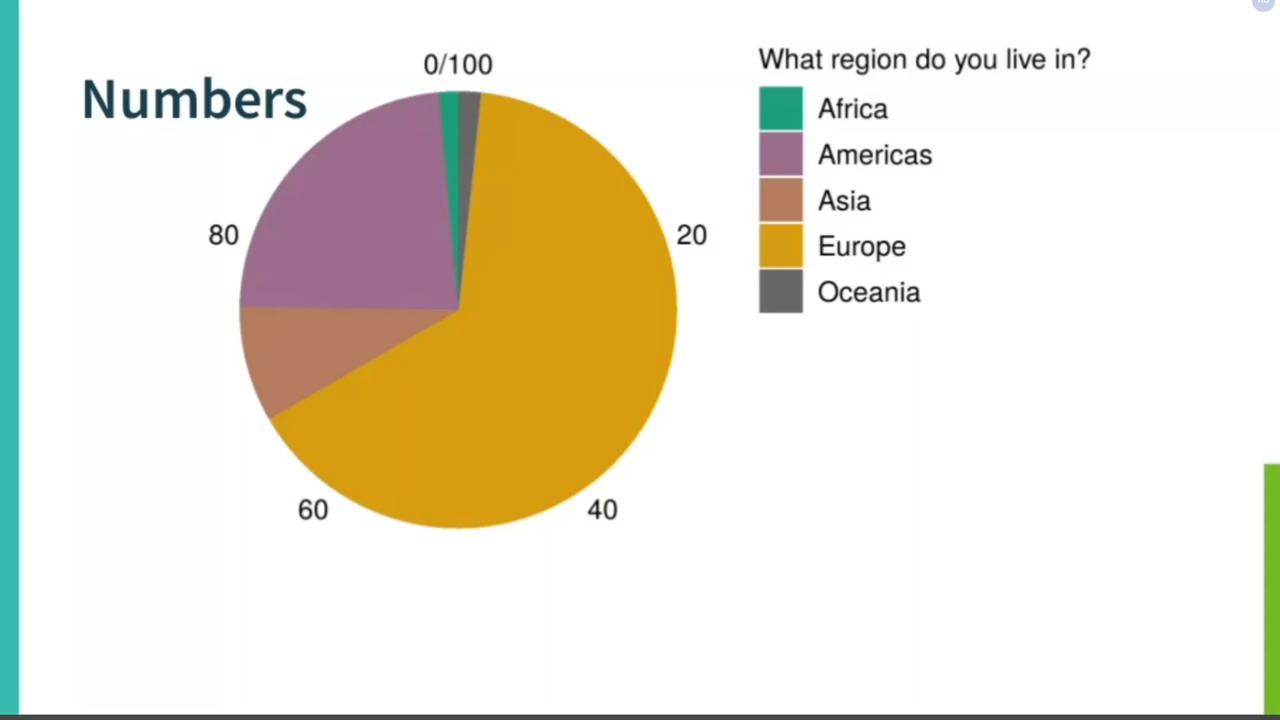 Numbers
0/100
20
40
60
80
What region do you live in?
Africa
Americas
Asia
Europe
Oceania